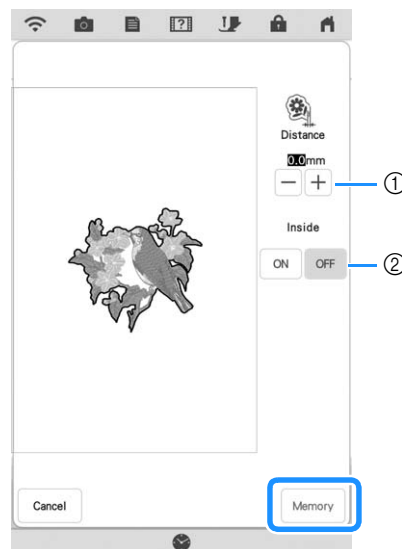 Distance
0.0mm
− +
①
Inside
ON OFF
②
Cancel
Memory